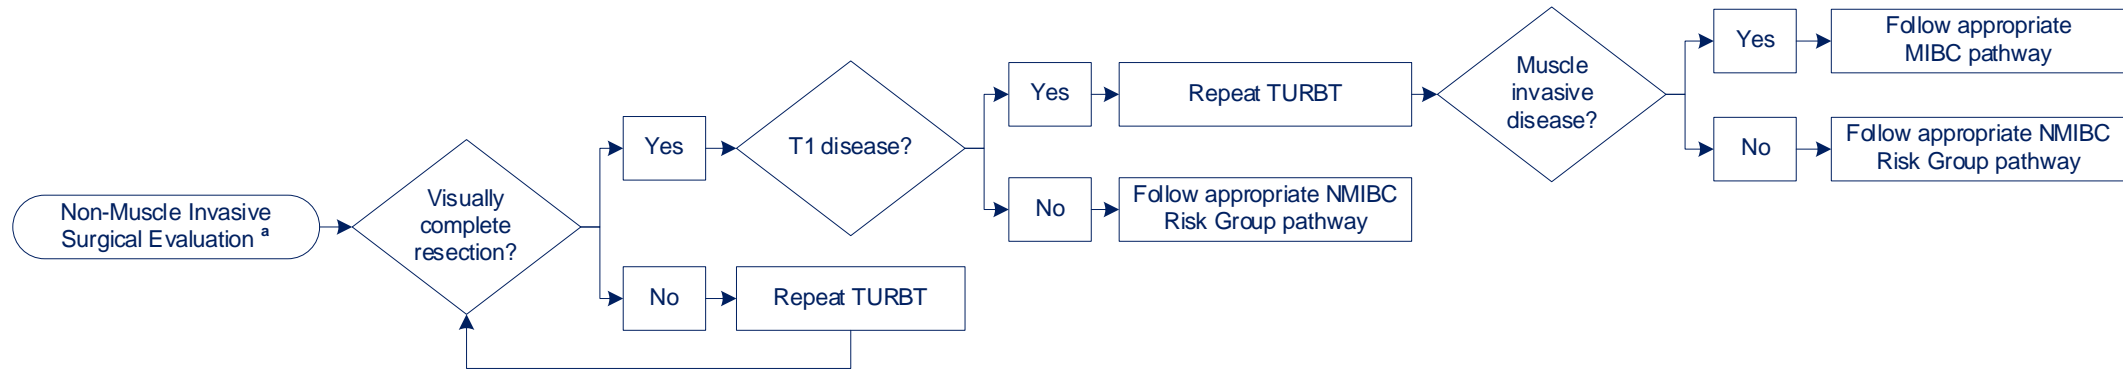 Non-Muscle Invasive
Surgical Evaluation a
Visually
complete
resection?
Yes
No
Repeat TURBT
T1 disease?
Yes
No
Repeat TURBT
Follow appropriate NMIBC
Risk Group pathway
Muscle
invasive
disease?
Yes
No
Follow appropriate
MIBC pathway
Follow appropriate NMIBC
Risk Group pathway